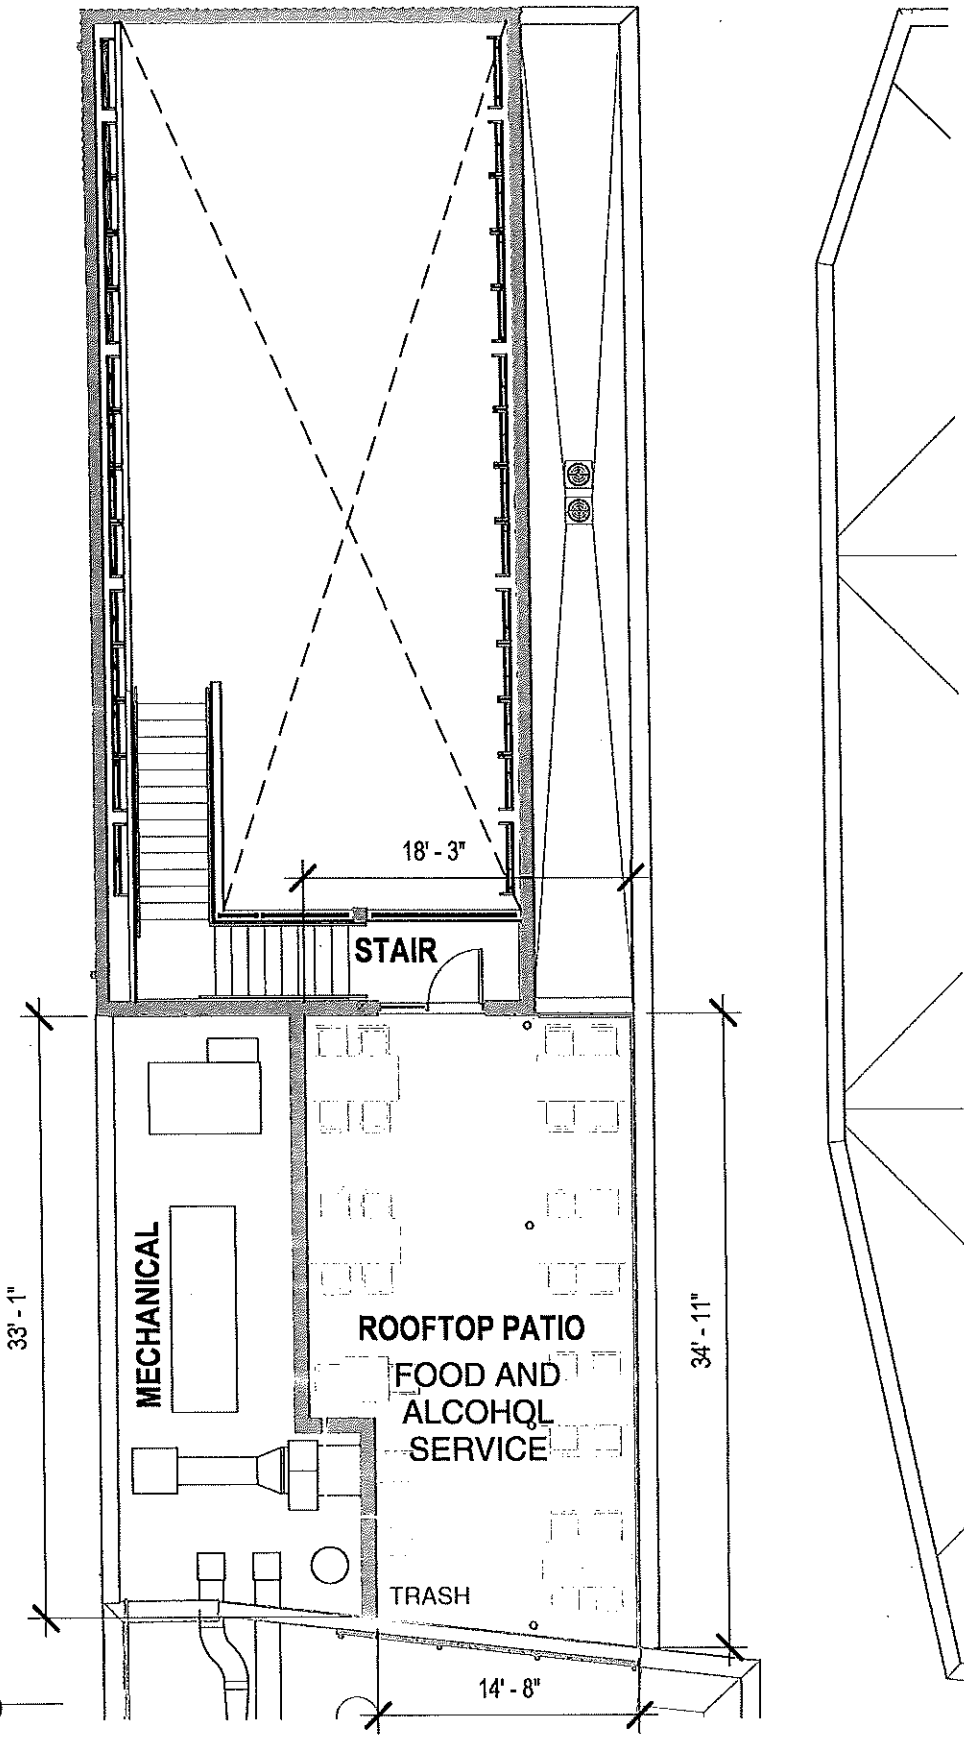 18' - 3"
STAIR
MECHANICAL
33' - 1"
ROOFTOP PATIO
FOOD AND
ALCOHOL
SERVICE
34' - 11"
TRASH
14' - 8"